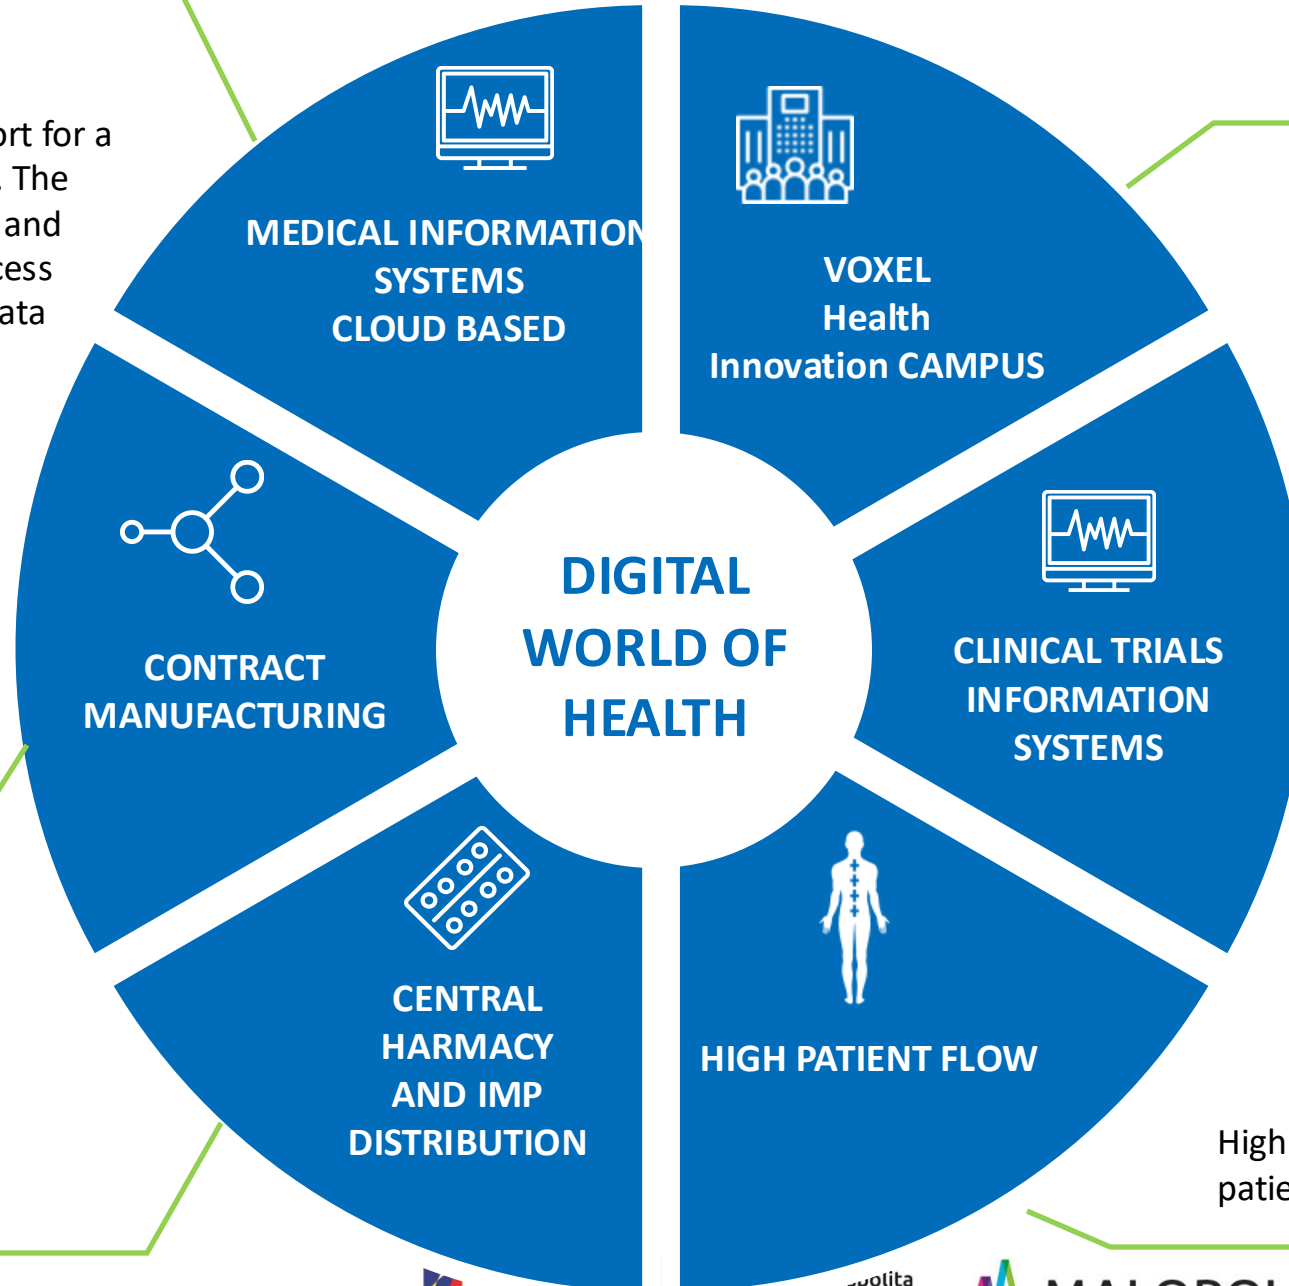 ort for a
. The
and
cess
ata
MEDICAL INFORMATION
SYSTEMS
CLOUD BASED
VOXEL
Health
Innovation CAMPUS
CONTRACT
MANUFACTURING
DIGITAL
WORLD OF
HEALTH
CLINICAL TRIALS
INFORMATION
SYSTEMS
CENTRAL
HARMACY
AND IMP
DISTRIBUTION
HIGH PATIENT FLOW
High
patie
polita